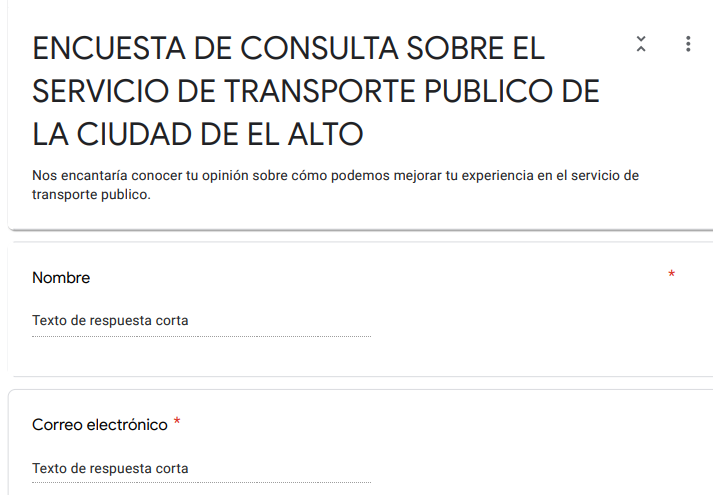 ENCUESTA DE CONSULTA SOBRE EL
SERVICIO DE TRANSPORTE PUBLICO DE
LA CIUDAD DE EL ALTO
Nos encantaría conocer tu opinión sobre cómo podemos mejorar tu experiencia en el servicio de
transporte publico.
Nombre *
Texto de respuesta corta
Correo electrónico *
Texto de respuesta corta